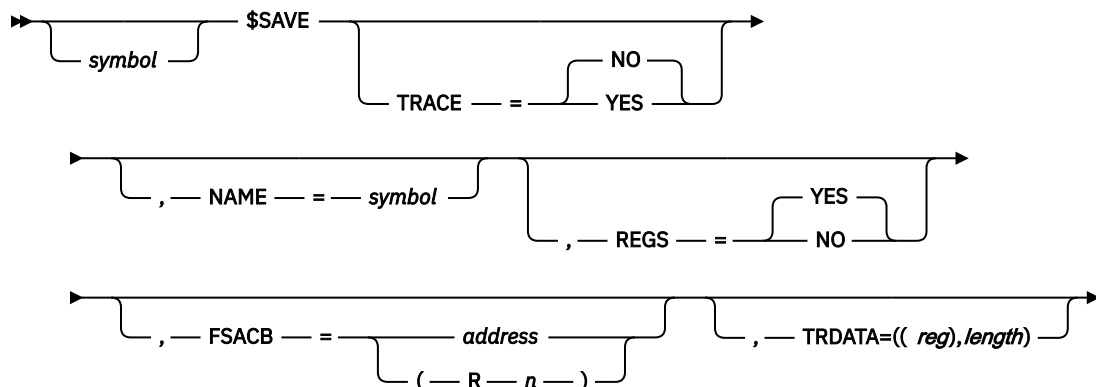 $SAVE
symbol
NO
TRACE = YES
, NAME = symbol
YES
, REGS = NO
, FSACB = address
( R n )
, TRDATA=(( reg),length)